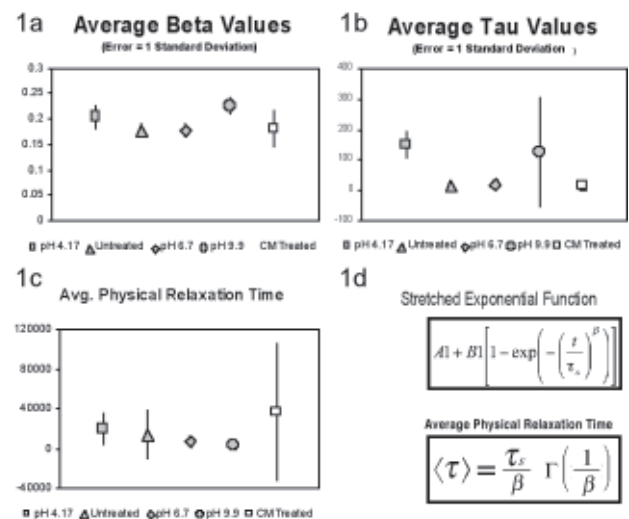 1a Average Beta Values
(Error = 1 Standard Deviation)
0.3
0.25
0.2
0.15
0.1
0.05
0
pH 4.17 Untreated pH 6.7 pH 9.9 CM Treated
1b Average Tau Values
(Error = 1 Standard Deviation )
400
300
200
100
0
-100
pH 4.17 Untreated pH 6.7 pH 9.9 CM Treated
1c
Avg. Physical Relaxation Time
120000
80000
40000
0
-40000
pH 4.17 Untreated pH 6.7 pH 9.9 CM Treated
1d
Stretched Exponential Function
A1 + B1[1 − exp(−(t/τs)^β)]
Average Physical Relaxation Time
⟨τ⟩ = τs/β Γ(1/β)